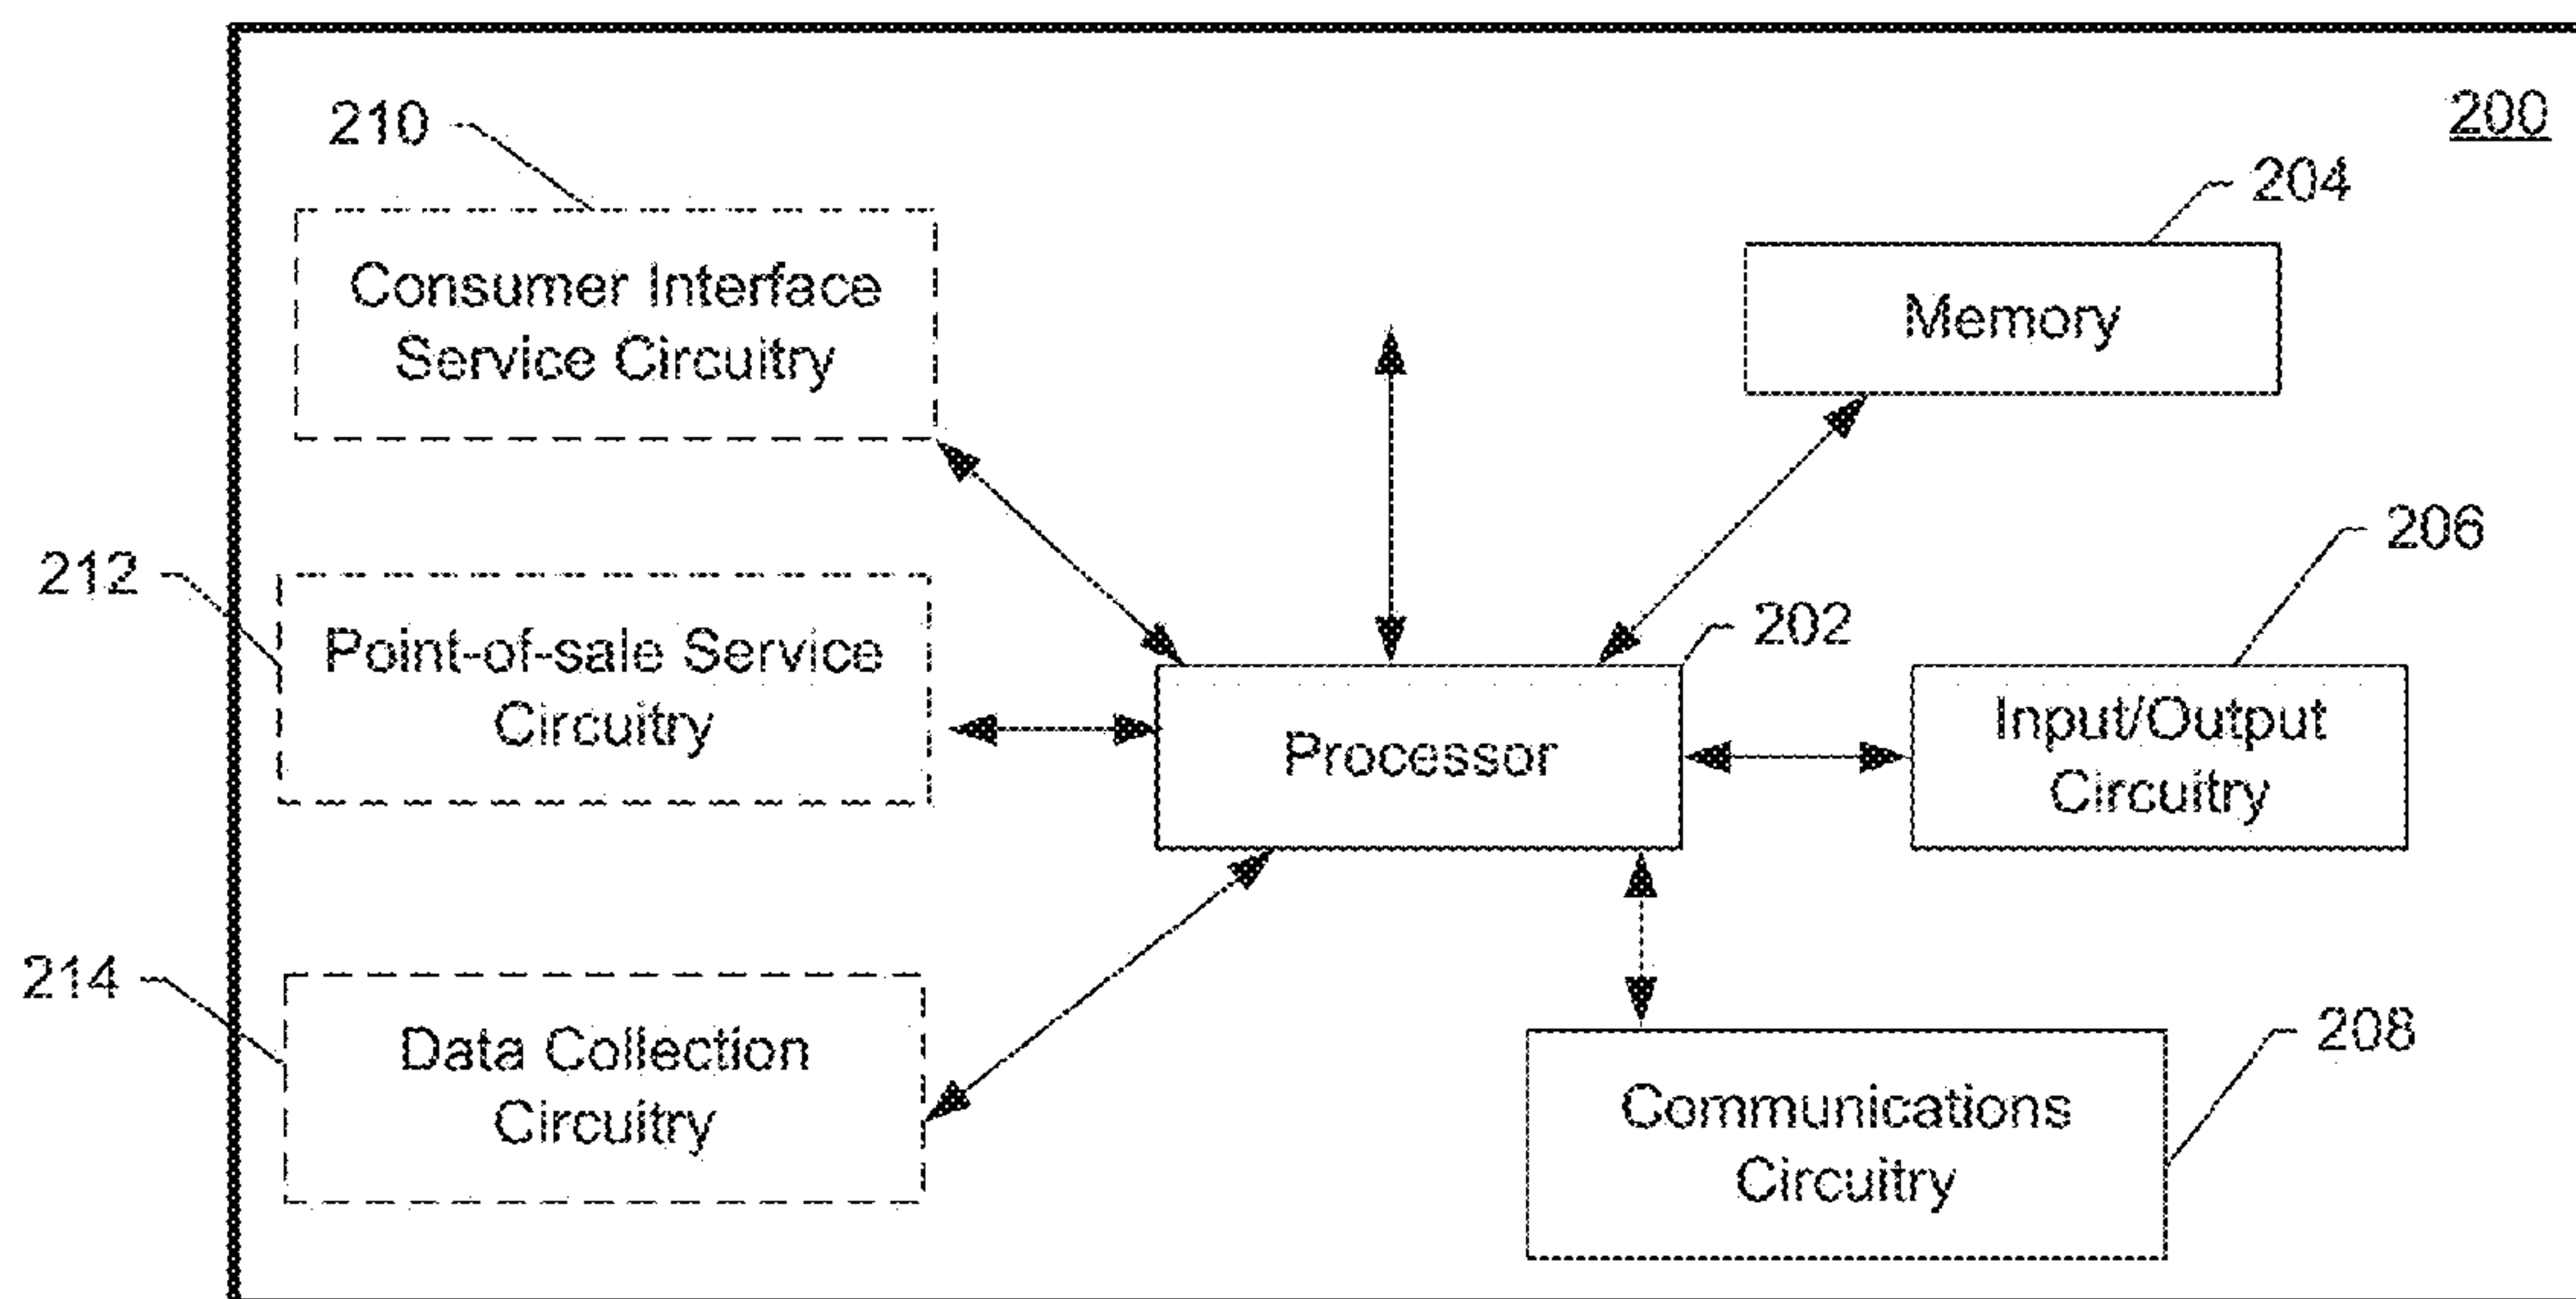 200
210
204
Consumer Interface
Service Circuitry
Memory
206
212
202
Point-of-sale Service
Circuitry
Processor
Input/Output
Circuitry
214
208
Data Collection
Circuitry
Communications
Circuitry